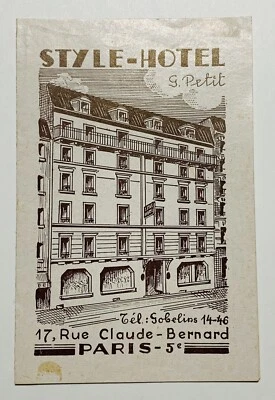 STYLE-HOTEL
G. Petit
Tél: Gobelins 14-46
17, Rue Claude-Bernard
PARIS-5e